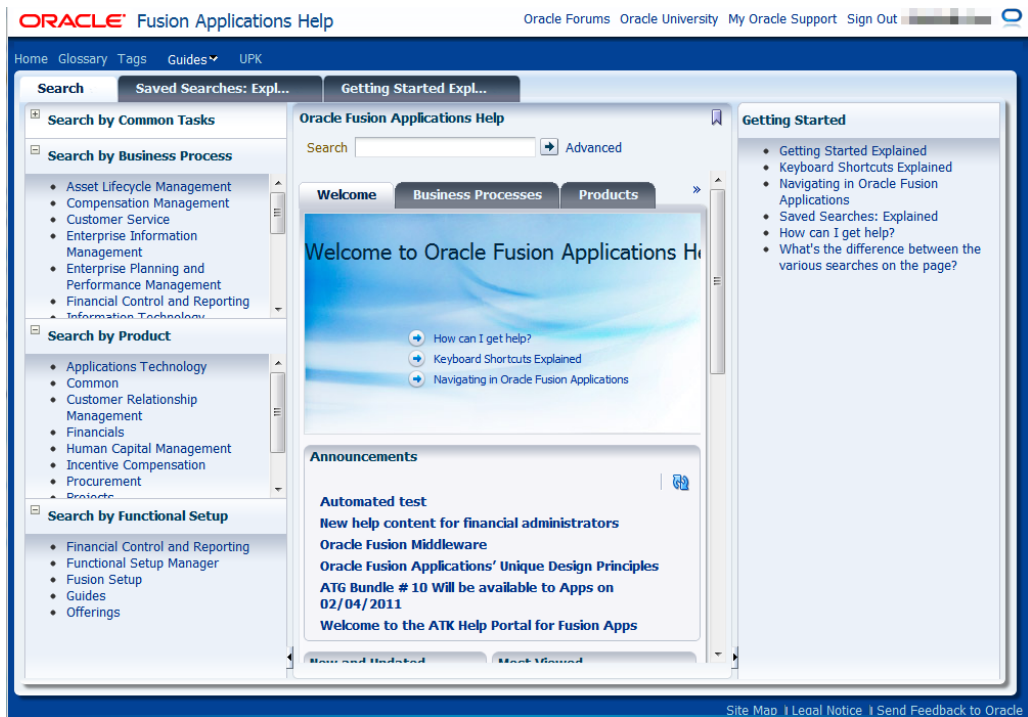 ORACLE Fusion Applications Help
Oracle Forums Oracle University My Oracle Support Sign Out
Home Glossary Tags Guides UPK
Search
Saved Searches: Expl...
Getting Started Expl...
Search by Common Tasks
Search by Business Process
Asset Lifecycle Management
Compensation Management
Customer Service
Enterprise Information
Management
Enterprise Planning and
Performance Management
Financial Control and Reporting
Information Technology
Search by Product
Applications Technology
Common
Customer Relationship
Management
Financials
Human Capital Management
Incentive Compensation
Procurement
Projects
Search by Functional Setup
Financial Control and Reporting
Functional Setup Manager
Fusion Setup
Guides
Offerings
Oracle Fusion Applications Help
Search
Advanced
Welcome
Business Processes
Products
»
Welcome to Oracle Fusion Applications H
How can I get help?
Keyboard Shortcuts Explained
Navigating in Oracle Fusion Applications
Announcements
Automated test
New help content for financial administrators
Oracle Fusion Middleware
Oracle Fusion Applications' Unique Design Principles
ATG Bundle # 10 Will be available to Apps on
02/04/2011
Welcome to the ATK Help Portal for Fusion Apps
New and Updated
Most Viewed
Getting Started
Getting Started Explained
Keyboard Shortcuts Explained
Navigating in Oracle Fusion
Applications
Saved Searches: Explained
How can I get help?
What's the difference between the
various searches on the page?
Site Map | Legal Notice | Send Feedback to Oracle